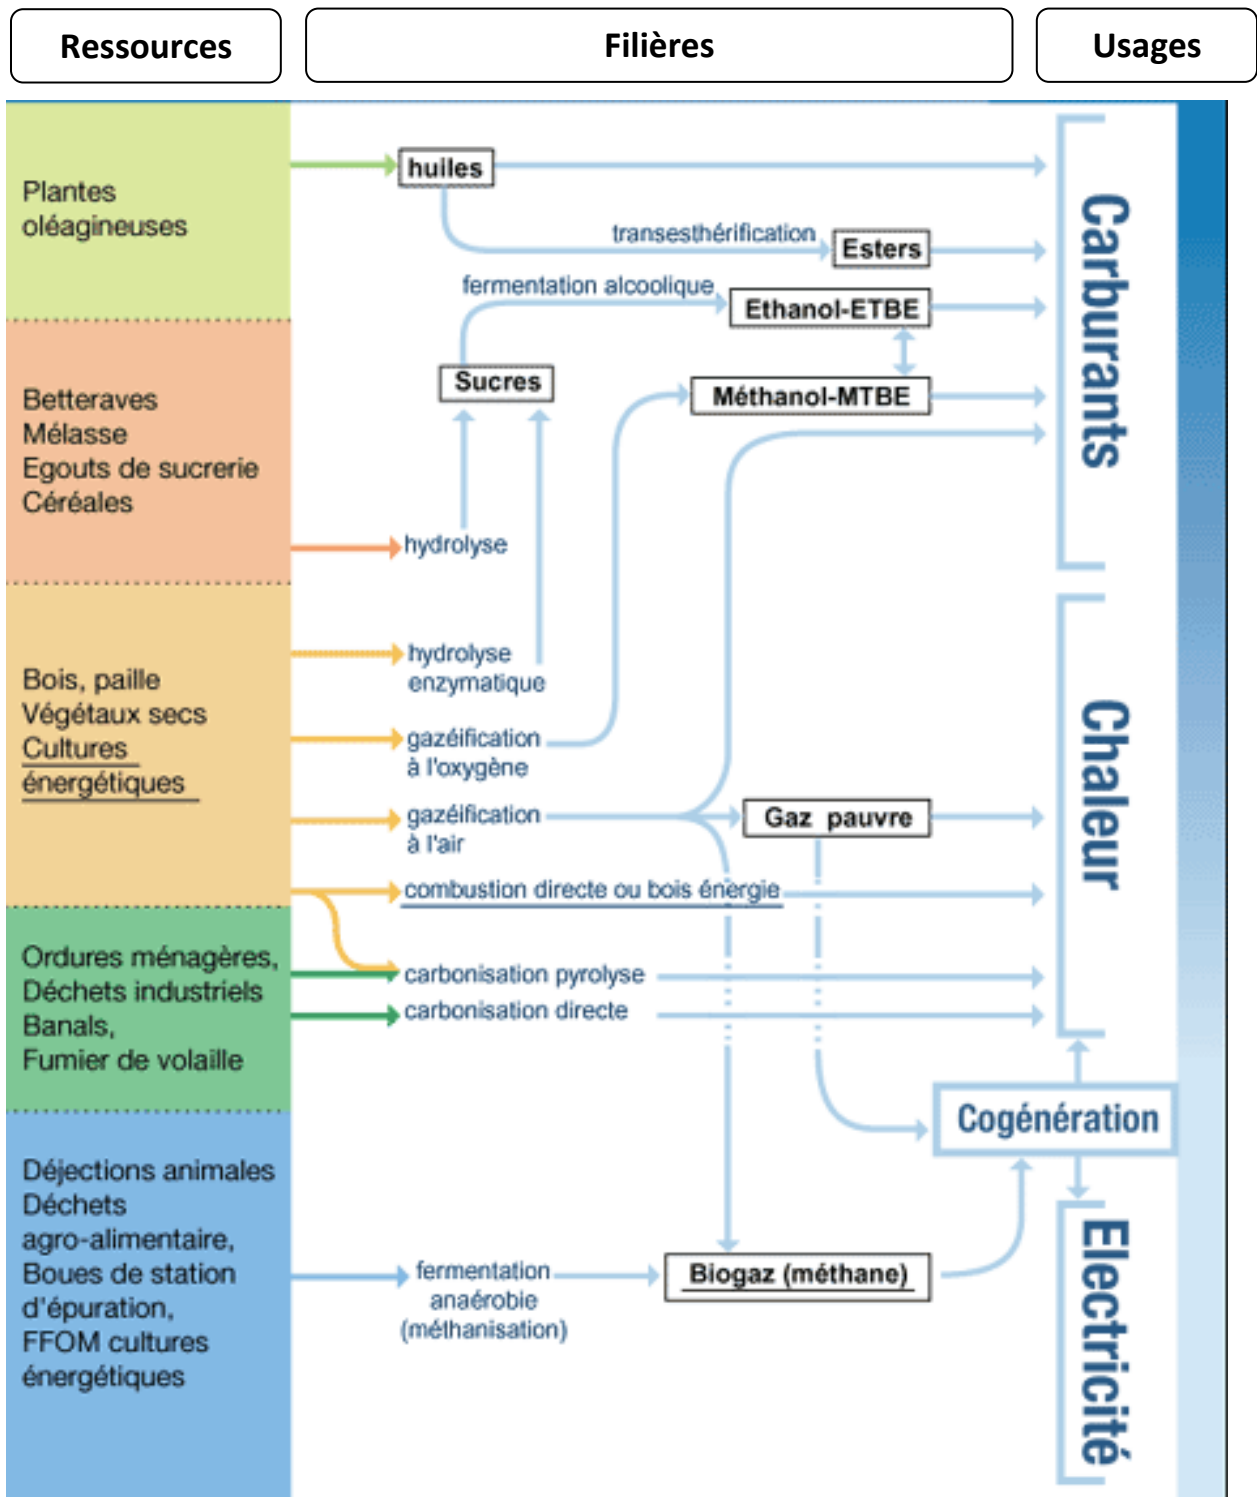 Ressources
Filières
Usages
Plantes
oléagineuses
huiles
transesthérification
Esters
fermentation alcoolique
Ethanol-ETBE
Sucres
Méthanol-MTBE
Carburants
Betteraves
Mélasse
Egouts de sucrerie
Céréales
hydrolyse
Bois, paille
Végétaux secs
Cultures
énergétiques
hydrolyse
enzymatique
gazéification
à l'oxygène
gazéification
à l'air
Gaz pauvre
combustion directe ou bois énergie
Chaleur
Ordures ménagères,
Déchets industriels
Banals,
Fumier de volaille
carbonisation pyrolyse
carbonisation directe
Cogénération
Déjections animales
Déchets
agro-alimentaire,
Boues de station
d'épuration,
FFOM cultures
énergétiques
fermentation
anaérobie
(méthanisation)
Biogaz (méthane)
Electricité